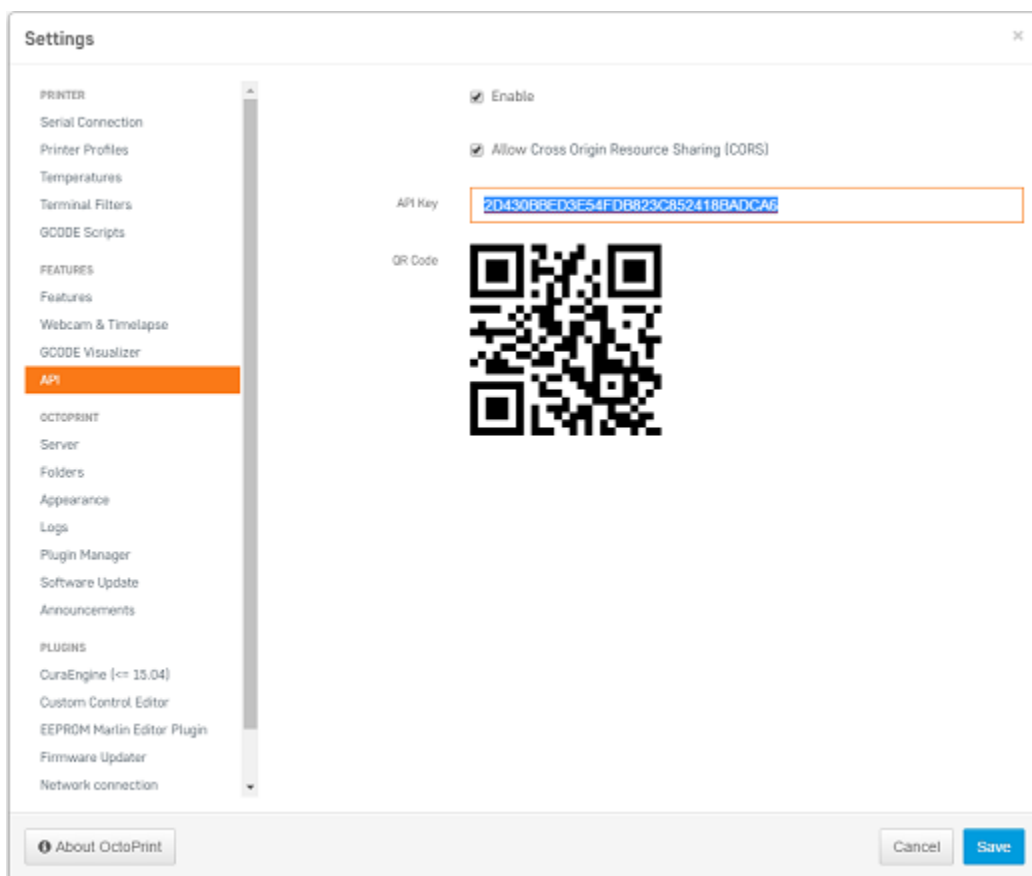 Settings
×
PRINTER
Serial Connection
Printer Profiles
Temperatures
Terminal Filters
GCODE Scripts
FEATURES
Features
Webcam & Timelapse
GCODE Visualizer
API
OCTOPRINT
Server
Folders
Appearance
Logs
Plugin Manager
Software Update
Announcements
PLUGINS
CuraEngine (<= 15.04)
Custom Control Editor
EEPROM Marlin Editor Plugin
Firmware Updater
Network connection
Enable
Allow Cross Origin Resource Sharing (CORS)
API Key
2D430BBED3E54FDB823C852418BADCA6
QR Code
About OctoPrint
Cancel
Save